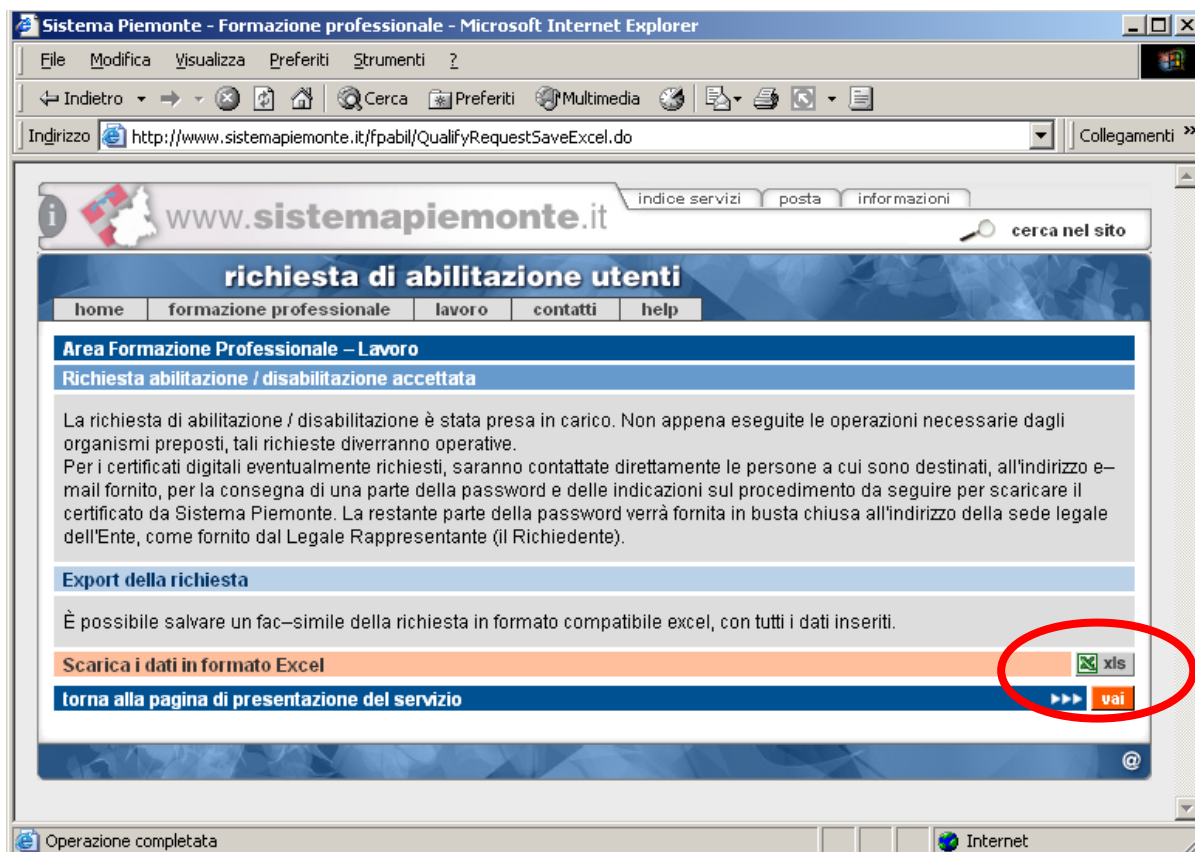 Sistema Piemonte - Formazione professionale - Microsoft Internet Explorer
File Modifica Visualizza Preferiti Strumenti ?
Indietro Cerca Preferiti Multimedia
Indirizzo http://www.sistemapiemonte.it/fpabil/QualifyRequestSaveExcel.do Collegamenti »
indice servizi posta informazioni
i www.sistemapiemonte.it
cerca nel sito
richiesta di abilitazione utenti
home formazione professionale lavoro contatti help
Area Formazione Professionale – Lavoro
Richiesta abilitazione / disabilitazione accettata
La richiesta di abilitazione / disabilitazione è stata presa in carico. Non appena eseguite le operazioni necessarie dagli
organismi preposti, tali richieste diverranno operative.
Per i certificati digitali eventualmente richiesti, saranno contattate direttamente le persone a cui sono destinati, all'indirizzo e–
mail fornito, per la consegna di una parte della password e delle indicazioni sul procedimento da seguire per scaricare il
certificato da Sistema Piemonte. La restante parte della password verrà fornita in busta chiusa all'indirizzo della sede legale
dell'Ente, come fornito dal Legale Rappresentante (il Richiedente).
Export della richiesta
È possibile salvare un fac–simile della richiesta in formato compatibile excel, con tutti i dati inseriti.
Scarica i dati in formato Excel xls
torna alla pagina di presentazione del servizio vai
@
Operazione completata Internet